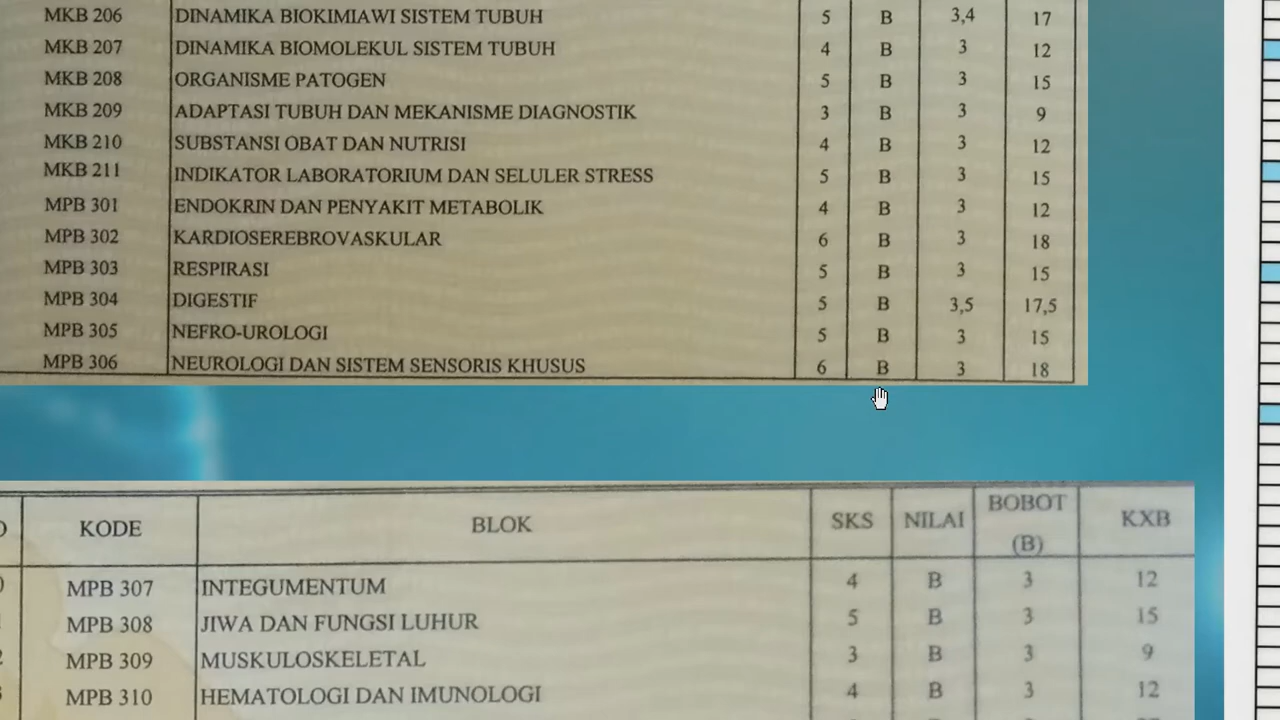 MKB 206 DINAMIKA BIOKIMIAWI SISTEM TUBUH 5 B 3,4 17
MKB 207 DINAMIKA BIOMOLEKUL SISTEM TUBUH 4 B 3 12
MKB 208 ORGANISME PATOGEN 5 B 3 15
MKB 209 ADAPTASI TUBUH DAN MEKANISME DIAGNOSTIK 3 B 3 9
MKB 210 SUBSTANSI OBAT DAN NUTRISI 4 B 3 12
MKB 211 INDIKATOR LABORATORIUM DAN SELULER STRESS 5 B 3 15
MPB 301 ENDOKRIN DAN PENYAKIT METABOLIK 4 B 3 12
MPB 302 KARDIOSEREBROVASKULAR 6 B 3 18
MPB 303 RESPIRASI 5 B 3 15
MPB 304 DIGESTIF 5 B 3,5 17,5
MPB 305 NEFRO-UROLOGI 5 B 3 15
MPB 306 NEUROLOGI DAN SISTEM SENSORIS KHUSUS 6 B 3 18
KODE BLOK SKS NILAI BOBOT (B) KXB
MPB 307 INTEGUMENTUM 4 B 3 12
MPB 308 JIWA DAN FUNGSI LUHUR 5 B 3 15
MPB 309 MUSKULOSKELETAL 3 B 3 9
MPB 310 HEMATOLOGI DAN IMUNOLOGI 4 B 3 12